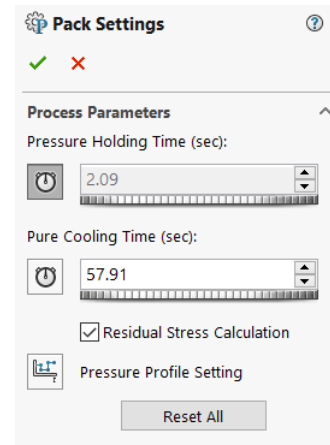 Pack Settings
Process Parameters
Pressure Holding Time (sec):
2.09
Pure Cooling Time (sec):
57.91
Residual Stress Calculation
Pressure Profile Setting
Reset All